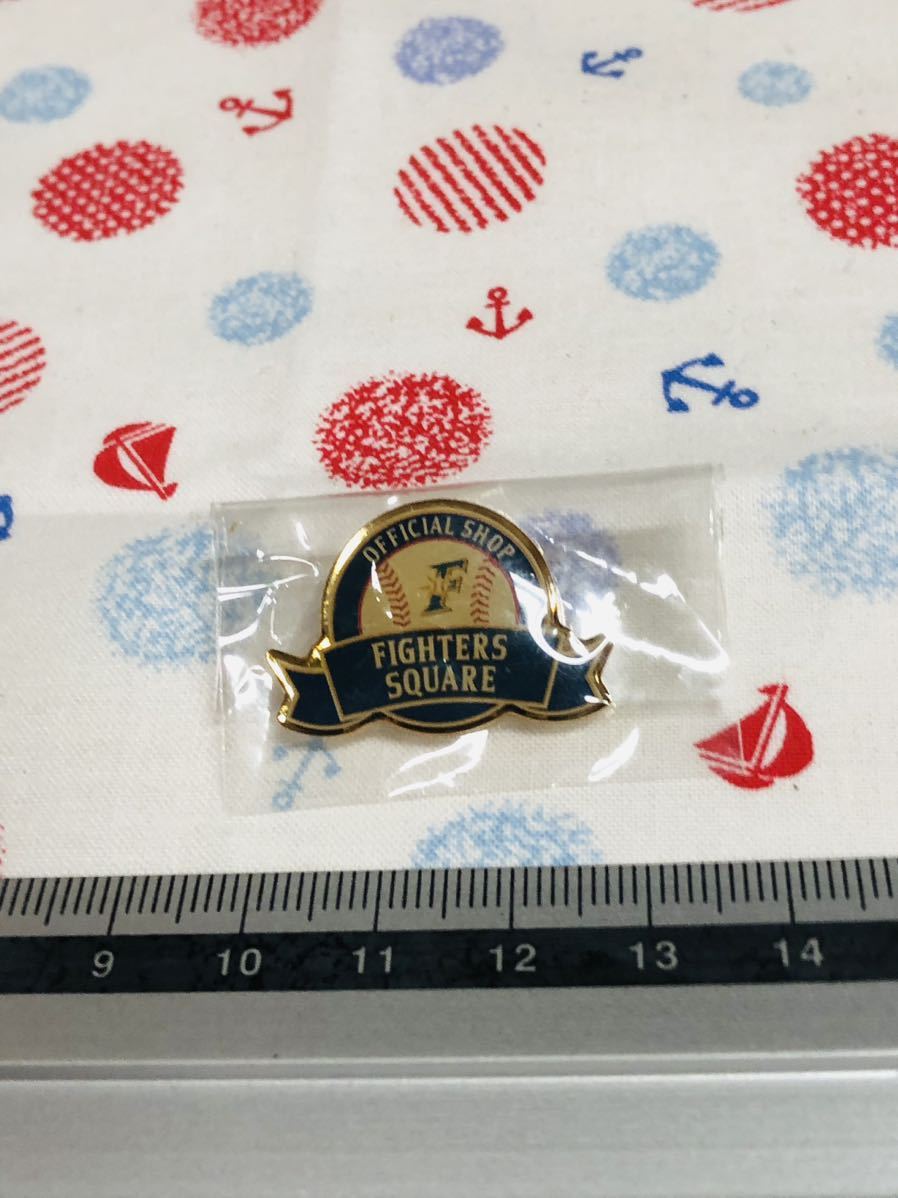 OFFICIAL SHOP
F
FIGHTERS
SQUARE
9 10 11 12 13 14